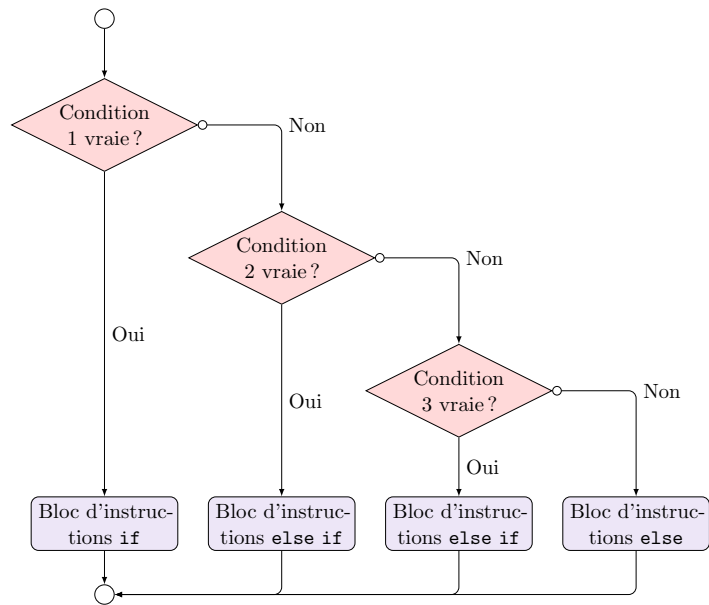 Condition
1 vraie ?
Non
Condition
2 vraie ?
Non
Oui
Condition
3 vraie ?
Non
Oui
Oui
Bloc d'instruc-
tions if
Bloc d'instruc-
tions else if
Bloc d'instruc-
tions else if
Bloc d'instruc-
tions else